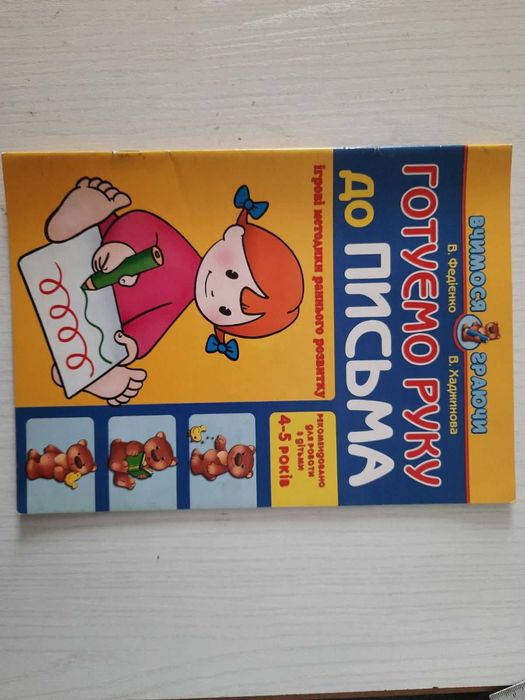 ВЧИМОСЯ ГРАЮЧИ
В. Федієнко В. Хаджинова
ГОТУЄМО РУКУ
ДО ПИСЬМА
ігрові методики раннього розвитку
РЕКОМЕНДОВАНО
ДЛЯ РОБОТИ
З ДІТЬМИ
4-5 РОКІВ